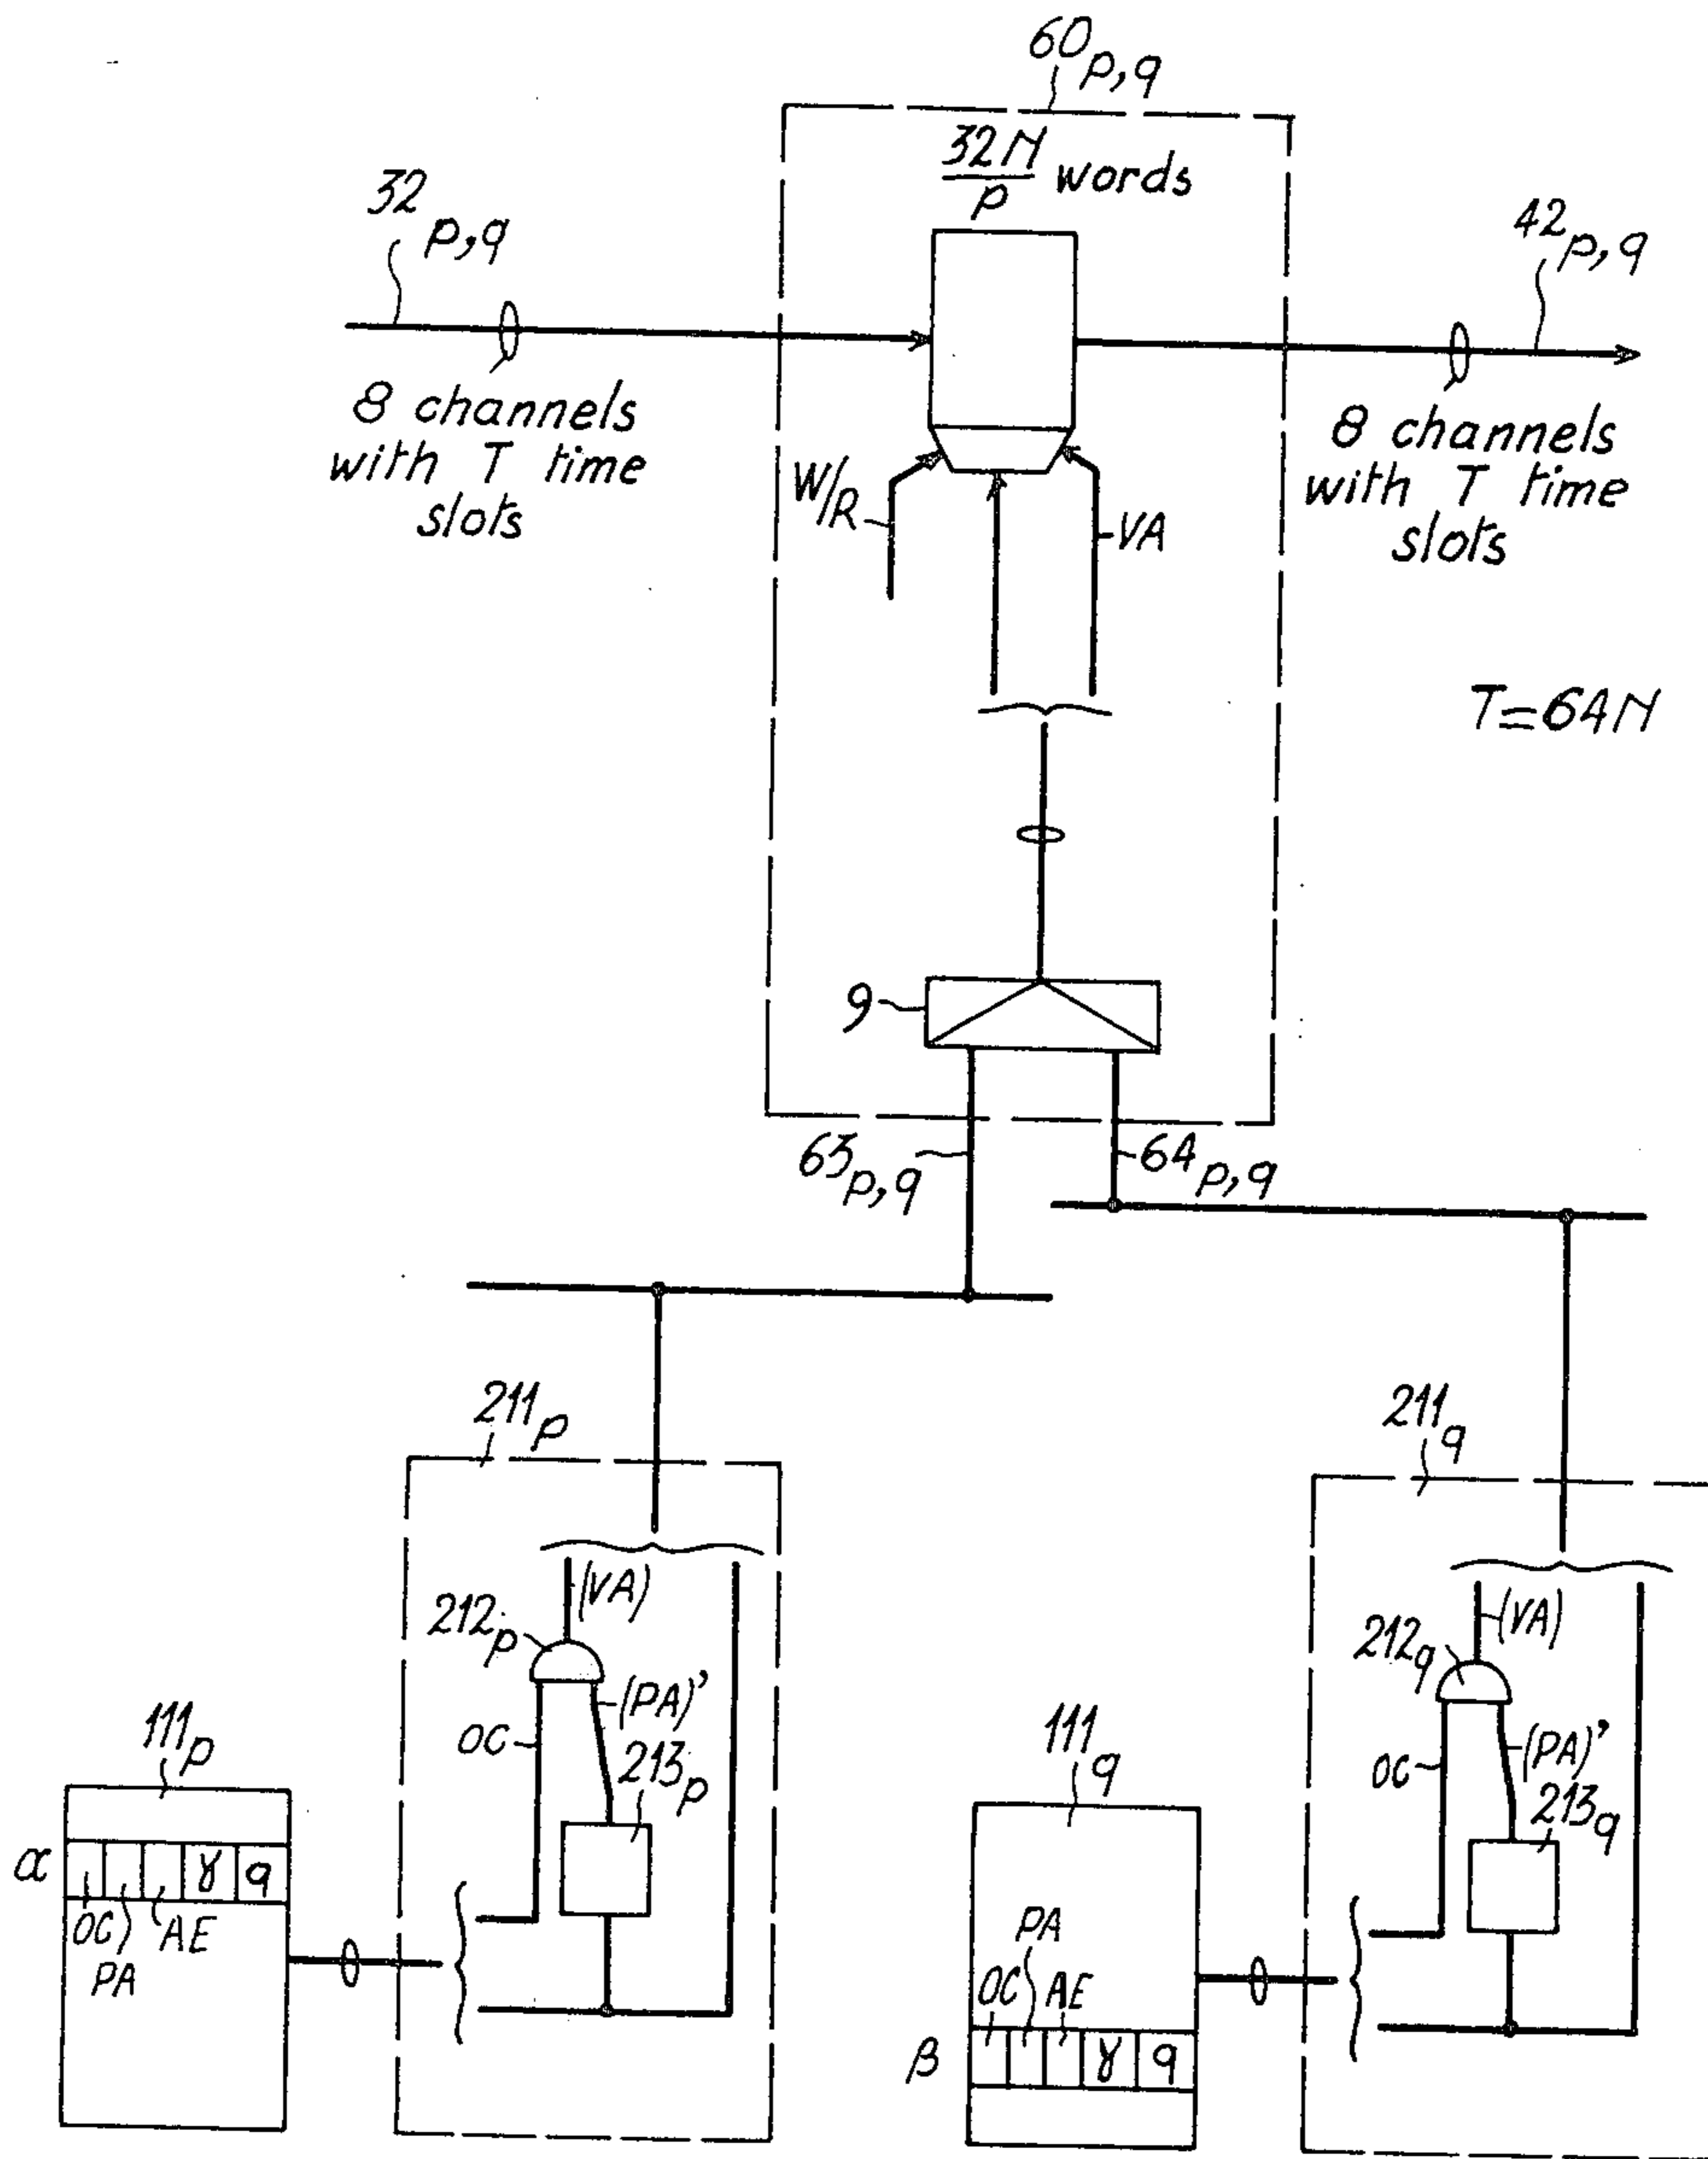 60p,q
32N/p words
32p,q
42p,q
8 channels
with T time
slots
W/R
VA
8 channels
with T time
slots
T=64N
9
63p,q
64p,q
211p
211q
(VA)
212p
(PA)'
OC
213p
(VA)
212q
(PA)'
OC
213q
111p
α
γ q
OC AE
PA
111q
PA
OC AE
β
γ q